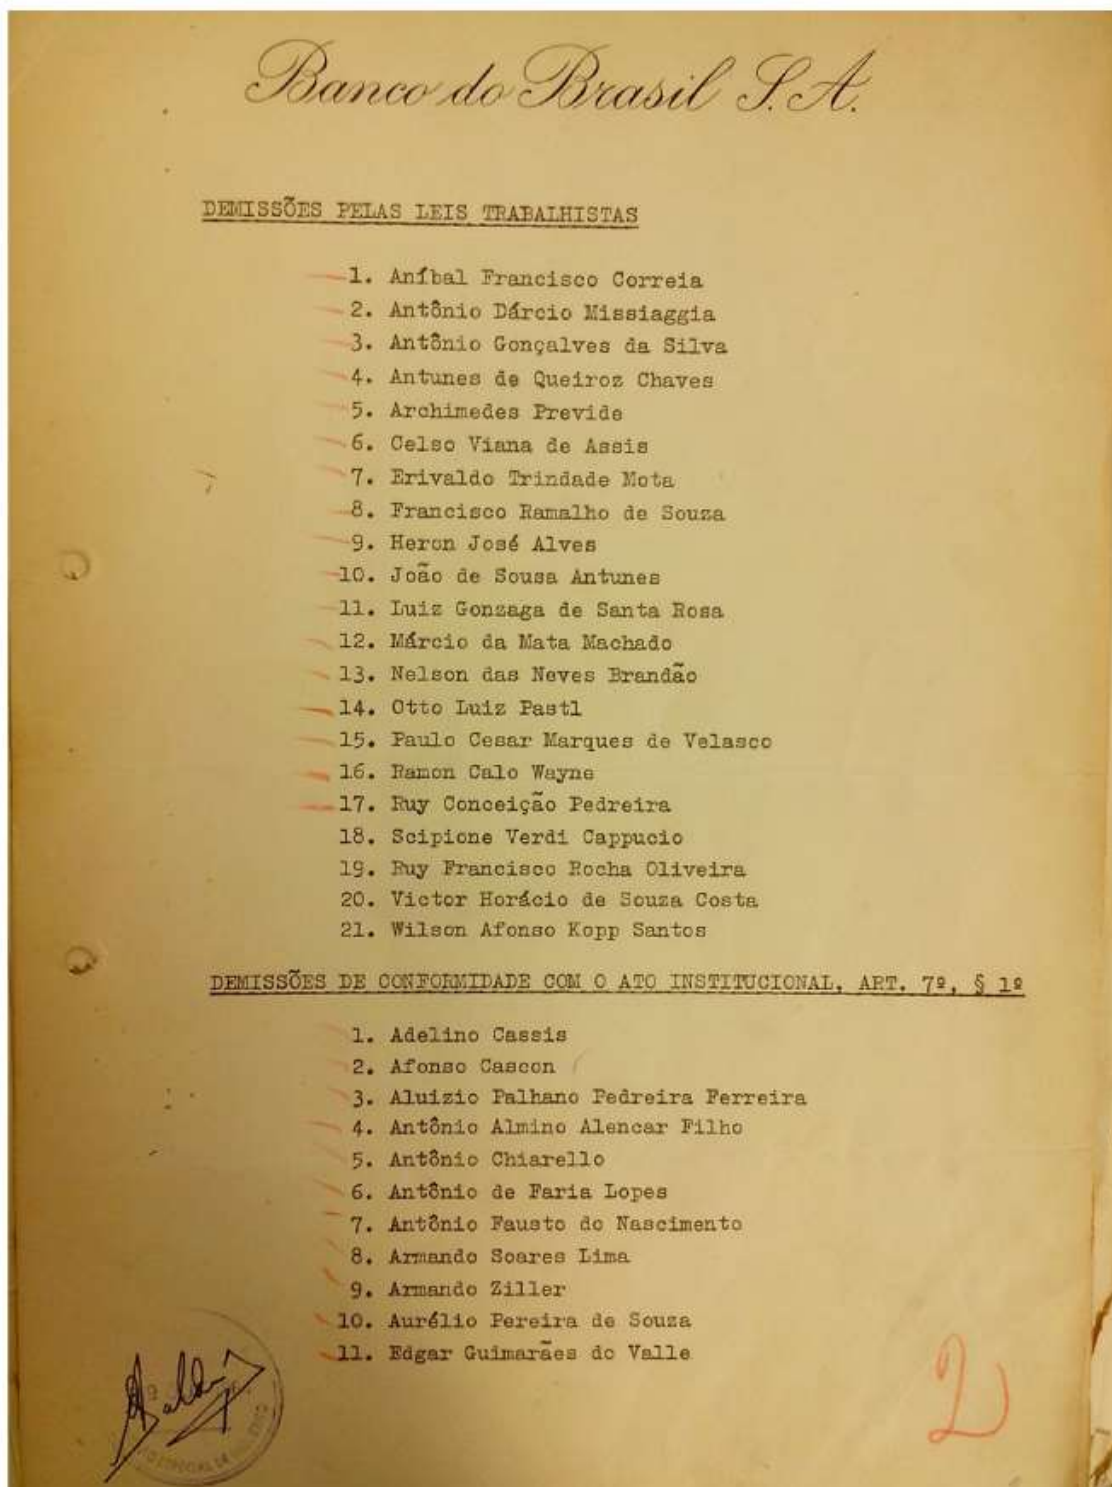 Banco do Brasil S.A.
DEMISSÕES PELAS LEIS TRABALHISTAS
1. Aníbal Francisco Correia
2. Antônio Dárcio Missiaggia
3. Antônio Gonçalves da Silva
4. Antunes de Queiroz Chaves
5. Archimedes Previde
6. Celso Viana de Assis
7. Erivaldo Trindade Mota
8. Francisco Ramalho de Souza
9. Heron José Alves
10. João de Sousa Antunes
11. Luiz Gonzaga de Santa Rosa
12. Márcio da Mata Machado
13. Nelson das Neves Brandão
14. Otto Luiz Pastl
15. Paulo Cesar Marques de Velasco
16. Ramon Calo Wayne
17. Ruy Conceição Pedreira
18. Scipione Verdi Cappucio
19. Ruy Francisco Rocha Oliveira
20. Victor Horácio de Souza Costa
21. Wilson Afonso Kopp Santos
DEMISSÕES DE CONFORMIDADE COM O ATO INSTITUCIONAL, ART. 7º, § 1º
1. Adelino Cassis
2. Afonso Cascon
3. Aluizio Palhano Pedreira Ferreira
4. Antônio Almino Alencar Filho
5. Antônio Chiarello
6. Antônio de Faria Lopes
7. Antônio Fausto do Nascimento
8. Armando Soares Lima
9. Armando Ziller
10. Aurélio Pereira de Souza
11. Edgar Guimarães do Valle
2